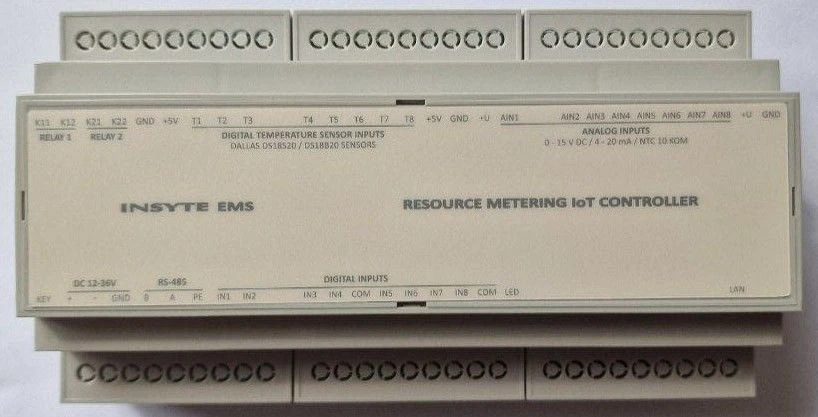 K11 K12 K21 K22 GND +5V T1 T2 T3 T4 T5 T6 T7 T8 +5V GND +U AIN1 AIN2 AIN3 AIN4 AIN5 AIN6 AIN7 AIN8 +U GND
RELAY 1 RELAY 2 DIGITAL TEMPERATURE SENSOR INPUTS ANALOG INPUTS
DALLAS DS18S20 / DS18B20 SENSORS 0 - 15 V DC / 4 - 20 mA / NTC 10 KOM
INSYTE EMS RESOURCE METERING IoT CONTROLLER
DC 12-36V RS-485 DIGITAL INPUTS
KEY + - GND B A PE IN1 IN2 IN3 IN4 COM IN5 IN6 IN7 IN8 COM LED LAN